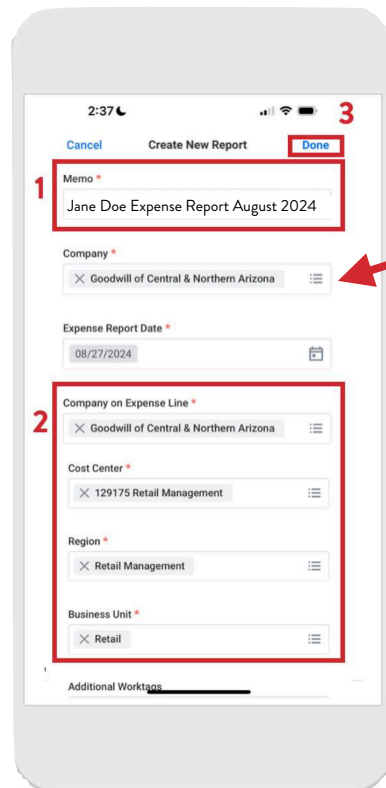 2:37
3
Cancel Create New Report Done
1
Memo *
Jane Doe Expense Report August 2024
Company *
Goodwill of Central & Northern Arizona
Expense Report Date *
08/27/2024
2
Company on Expense Line *
Goodwill of Central & Northern Arizona
Cost Center *
129175 Retail Management
Region *
Retail Management
Business Unit *
Retail
Additional Worktags